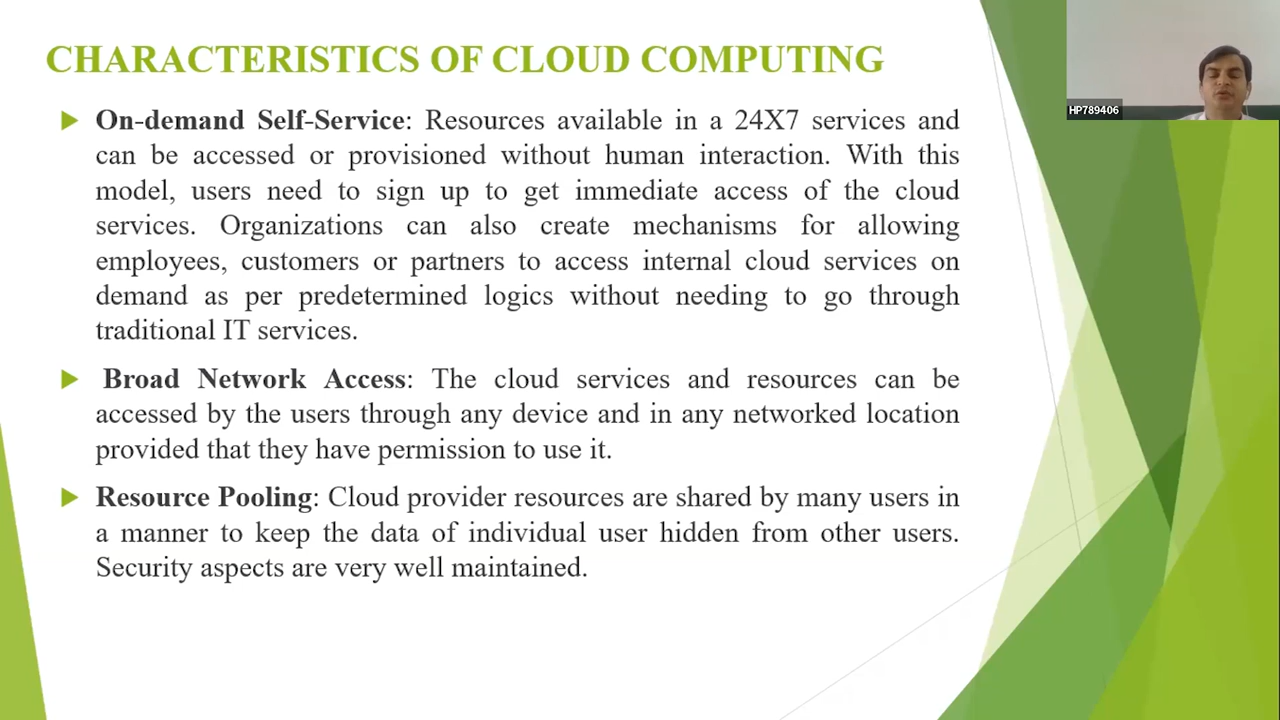 CHARACTERISTICS OF CLOUD COMPUTING
HP789406
On-demand Self-Service: Resources available in a 24X7 services and
can be accessed or provisioned without human interaction. With this
model, users need to sign up to get immediate access of the cloud
services. Organizations can also create mechanisms for allowing
employees, customers or partners to access internal cloud services on
demand as per predetermined logics without needing to go through
traditional IT services.
Broad Network Access: The cloud services and resources can be
accessed by the users through any device and in any networked location
provided that they have permission to use it.
Resource Pooling: Cloud provider resources are shared by many users in
a manner to keep the data of individual user hidden from other users.
Security aspects are very well maintained.